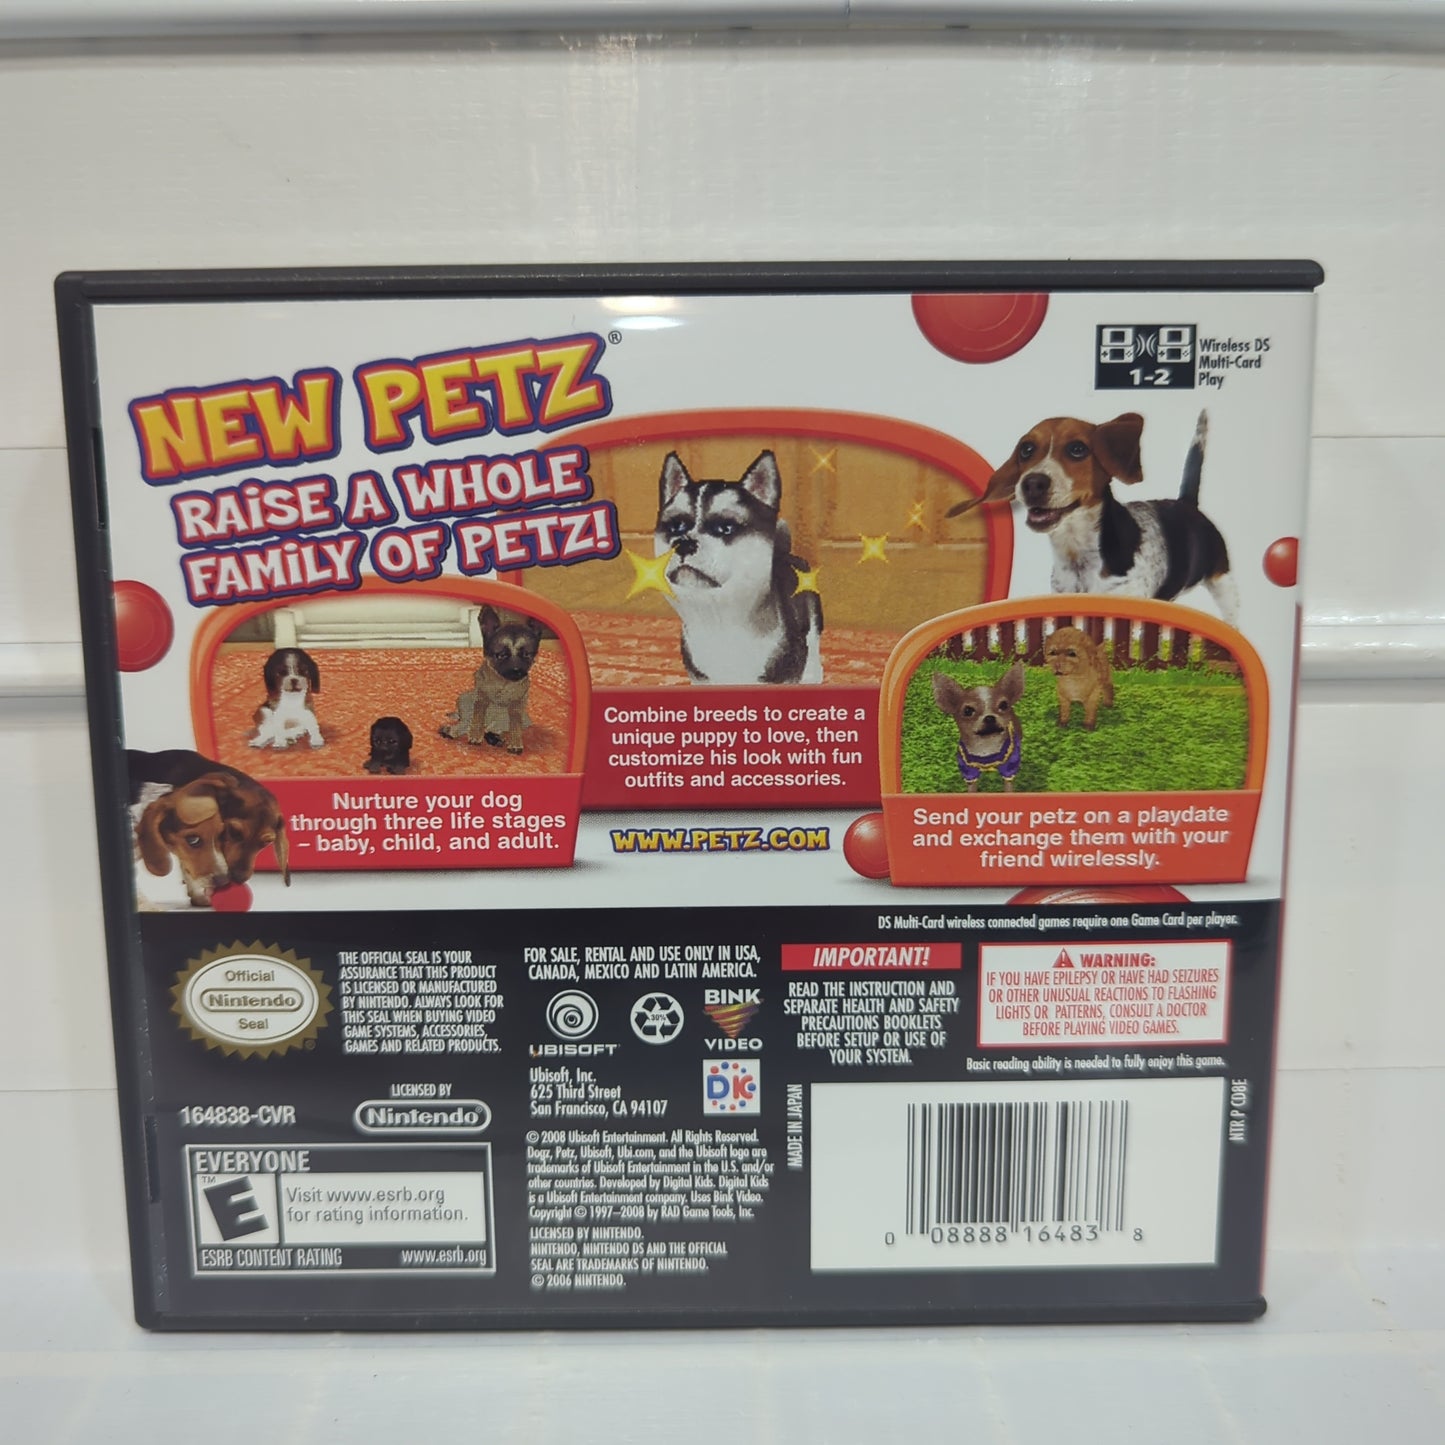 NEW PETZ®
RAISE A WHOLE
FAMILY OF PETZ!
1-2
Wireless DS
Multi-Card
Play
Combine breeds to create a
unique puppy to love, then
customize his look with fun
outfits and accessories.
Nurture your dog
through three life stages
– baby, child, and adult.
WWW.PETZ.COM
Send your petz on a playdate
and exchange them with your
friend wirelessly.
DS Multi-Card wireless connected games require one Game Card per player.
Official
Nintendo
Seal
®
THE OFFICIAL SEAL IS YOUR
ASSURANCE THAT THIS PRODUCT
IS LICENSED OR MANUFACTURED
BY NINTENDO. ALWAYS LOOK FOR
THIS SEAL WHEN BUYING VIDEO
GAME SYSTEMS, ACCESSORIES,
GAMES AND RELATED PRODUCTS.
LICENSED BY
Nintendo®
164838-CVR
EVERYONE
TM
E
Visit www.esrb.org
for rating information.
ESRB CONTENT RATING
www.esrb.org
FOR SALE, RENTAL AND USE ONLY IN USA,
CANADA, MEXICO AND LATIN AMERICA.
UBISOFT
30%
BINK
VIDEO
Ubisoft, Inc.
625 Third Street
San Francisco, CA 94107
DK
© 2008 Ubisoft Entertainment. All Rights Reserved.
Dogz, Petz, Ubisoft, Ubi.com, and the Ubisoft logo are
trademarks of Ubisoft Entertainment in the U.S. and/or
other countries. Developed by Digital Kids. Digital Kids
is a Ubisoft Entertainment company. Uses Bink Video.
Copyright © 1997–2008 by RAD Game Tools, Inc.
LICENSED BY NINTENDO.
NINTENDO, NINTENDO DS AND THE OFFICIAL
SEAL ARE TRADEMARKS OF NINTENDO.
© 2006 NINTENDO.
IMPORTANT!
READ THE INSTRUCTION AND
SEPARATE HEALTH AND SAFETY
PRECAUTIONS BOOKLETS
BEFORE SETUP OR USE OF
YOUR SYSTEM.
WARNING:
IF YOU HAVE EPILEPSY OR HAVE HAD SEIZURES
OR OTHER UNUSUAL REACTIONS TO FLASHING
LIGHTS OR PATTERNS, CONSULT A DOCTOR
BEFORE PLAYING VIDEO GAMES.
Basic reading ability is needed to fully enjoy this game.
MADE IN JAPAN
NTR P CD8E
0 08888 16483 8